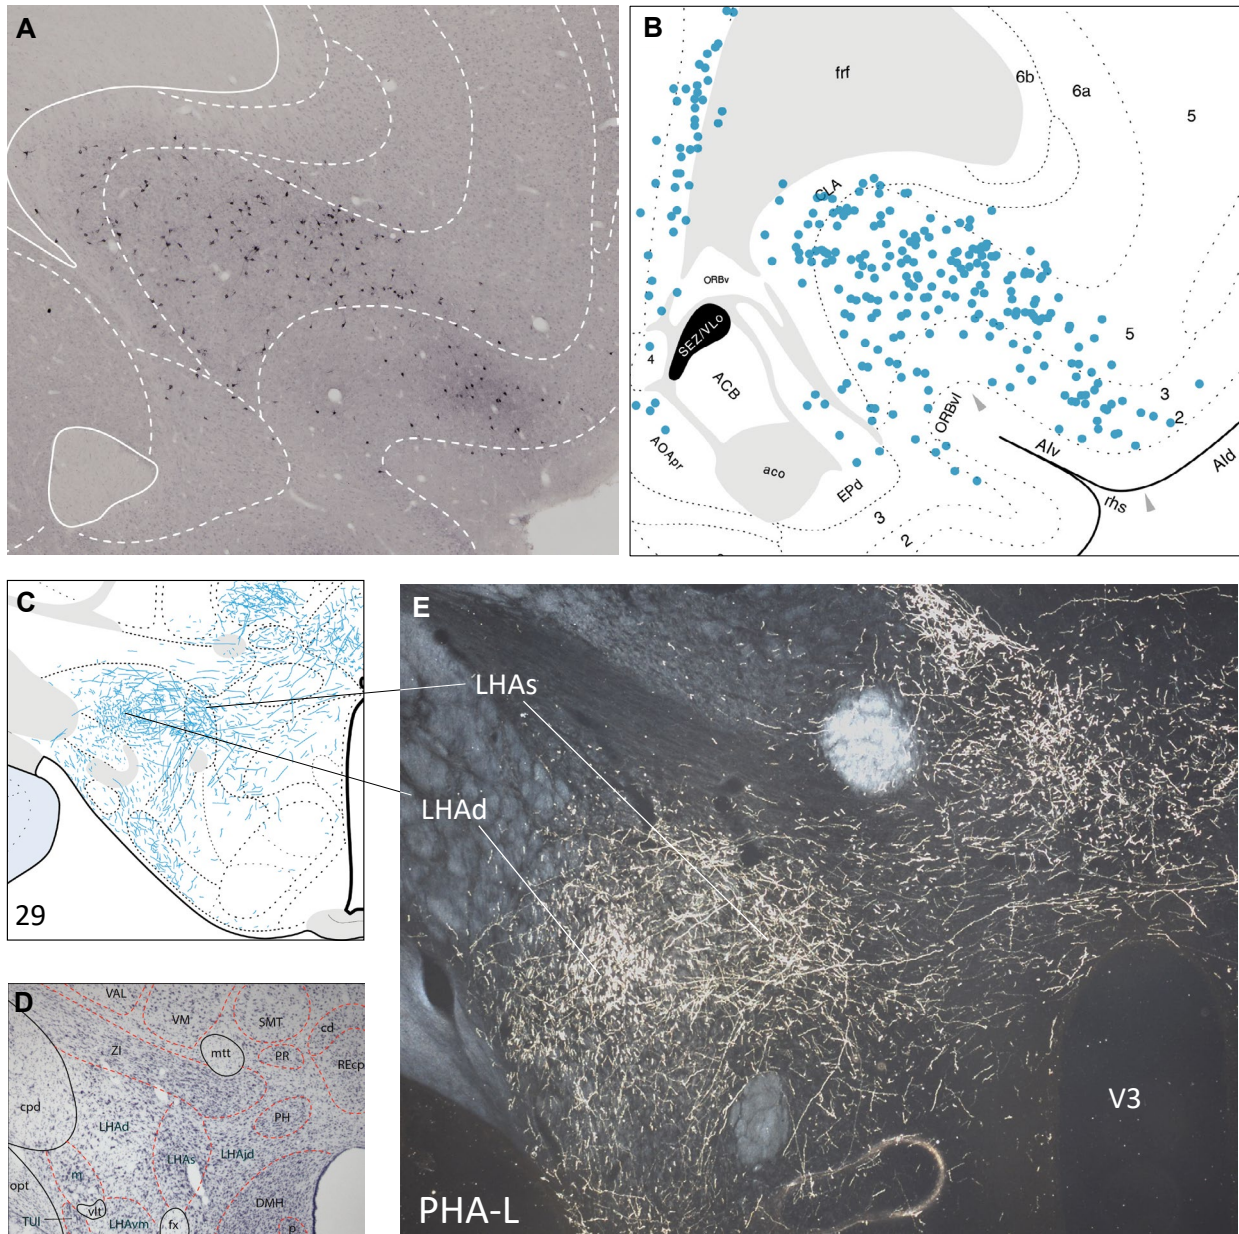 A
B
frf
6b
6a
5
CLA
ORBv
SEZ/VLo
4
ACB
5
3
2
ORBvl
AOApr
aco
EPd
Alv
rhs
Ald
3
2
C
29
E
LHAs
LHAd
V3
PHA-L
D
VAL
VM
SMT
cd
ZI
mtt
PR
REcp
cpd
PH
LHAd
LHAs
LHAjd
opt
m
DMH
TUI
vlt
LHAvm
fx
p